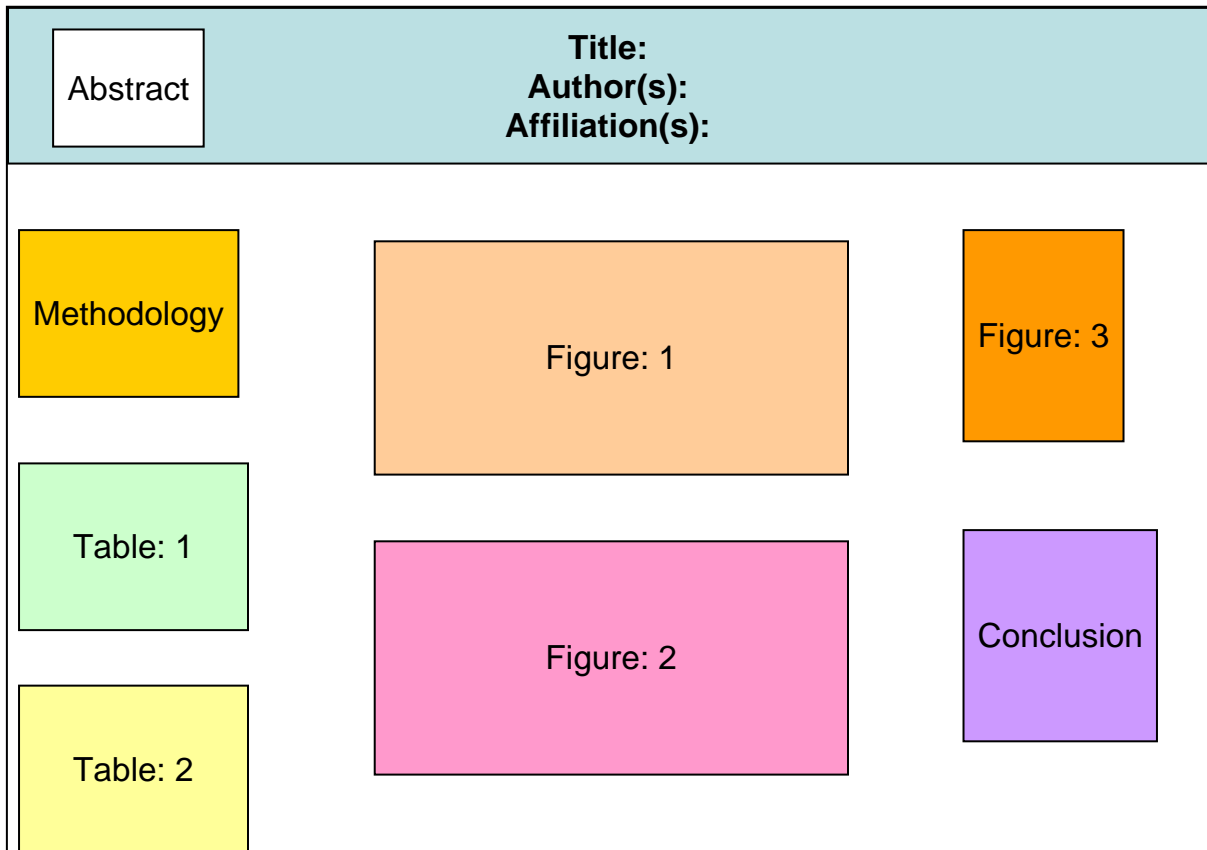 Abstract
Title:
Author(s):
Affiliation(s):
Methodology
Table: 1
Table: 2
Figure: 1
Figure: 2
Figure: 3
Conclusion